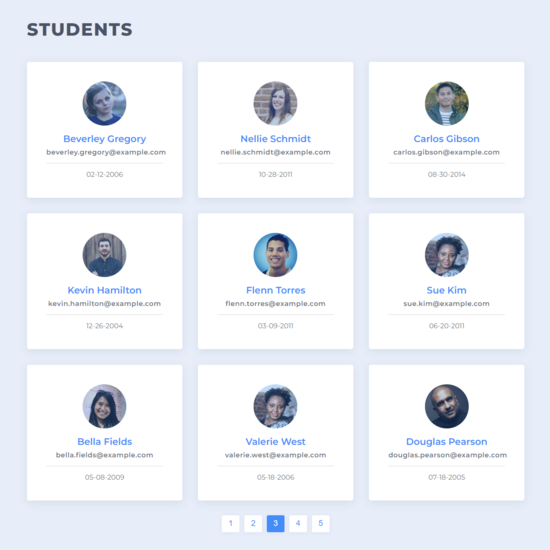 STUDENTS
Beverley Gregory
beverley.gregory@example.com
02-12-2006
Nellie Schmidt
nellie.schmidt@example.com
10-28-2011
Carlos Gibson
carlos.gibson@example.com
08-30-2014
Kevin Hamilton
kevin.hamilton@example.com
12-26-2004
Flenn Torres
flenn.torres@example.com
03-09-2011
Sue Kim
sue.kim@example.com
06-20-2011
Bella Fields
bella.fields@example.com
05-08-2009
Valerie West
valerie.west@example.com
05-18-2006
Douglas Pearson
douglas.pearson@example.com
07-18-2005
1 2 3 4 5